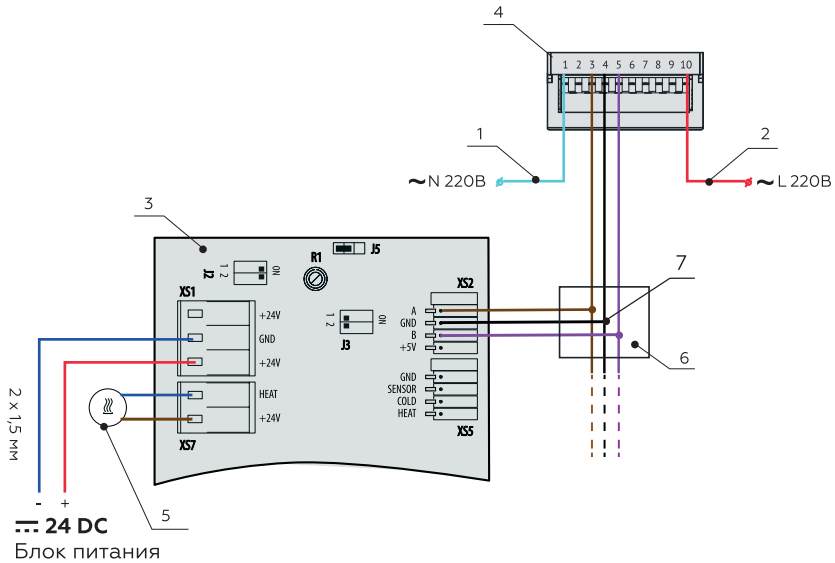 4
1 2 3 4 5 6 7 8 9 10
1
2
~N 220В
~ L 220В
3
J2
1 2
ON
R1
J5
XS1
+24V
GND
+24V
HEAT
+24V
XS7
1 2
ON
J3
XS2
A
GND
B
+5V
GND
SENSOR
COLD
HEAT
XS5
7
6
2 x 1,5 мм
5
- +
24 DC
Блок питания